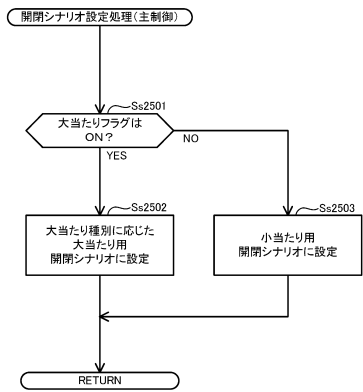 開閉シナリオ設定処理(主制御)
Ss2501
大当たりフラグは
ON?
NO
YES
Ss2502
大当たり種別に応じた
大当たり用
開閉シナリオに設定
Ss2503
小当たり用
開閉シナリオに設定
RETURN